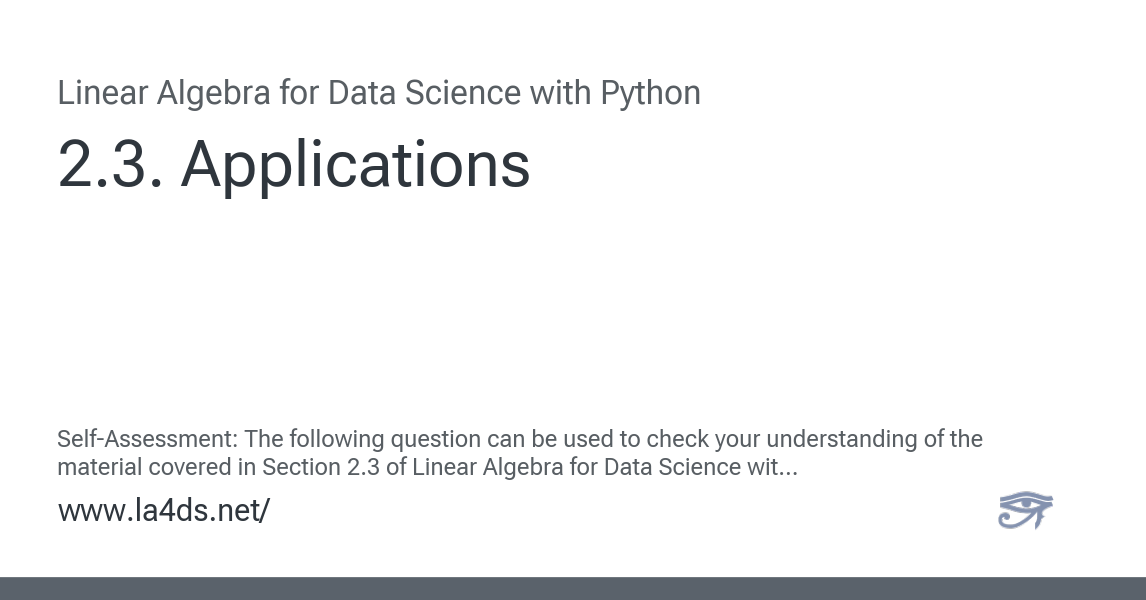 Linear Algebra for Data Science with Python
2.3. Applications
Self-Assessment: The following question can be used to check your understanding of the
material covered in Section 2.3 of Linear Algebra for Data Science wit...
www.la4ds.net/